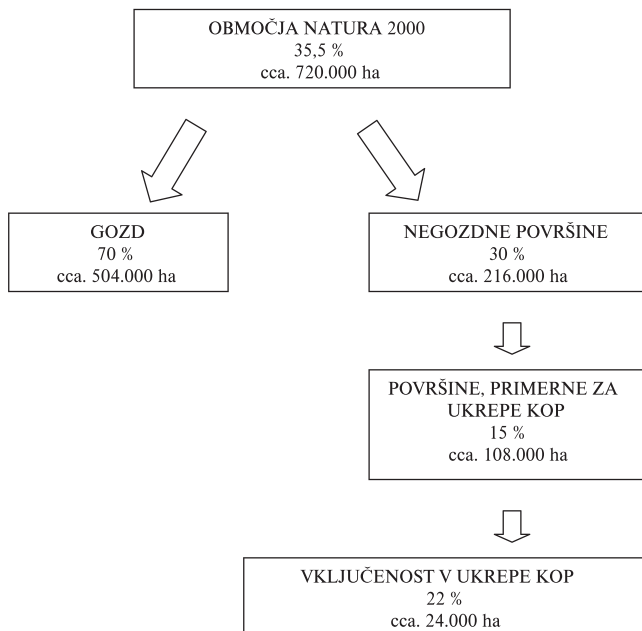 OBMOČJA NATURA 2000
35,5 %
cca. 720.000 ha
GOZD
70 %
cca. 504.000 ha
NEGOZDNE POVRŠINE
30 %
cca. 216.000 ha
POVRŠINE, PRIMERNE ZA
UKREPE KOP
15 %
cca. 108.000 ha
VKLJUČENOST V UKREPE KOP
22 %
cca. 24.000 ha